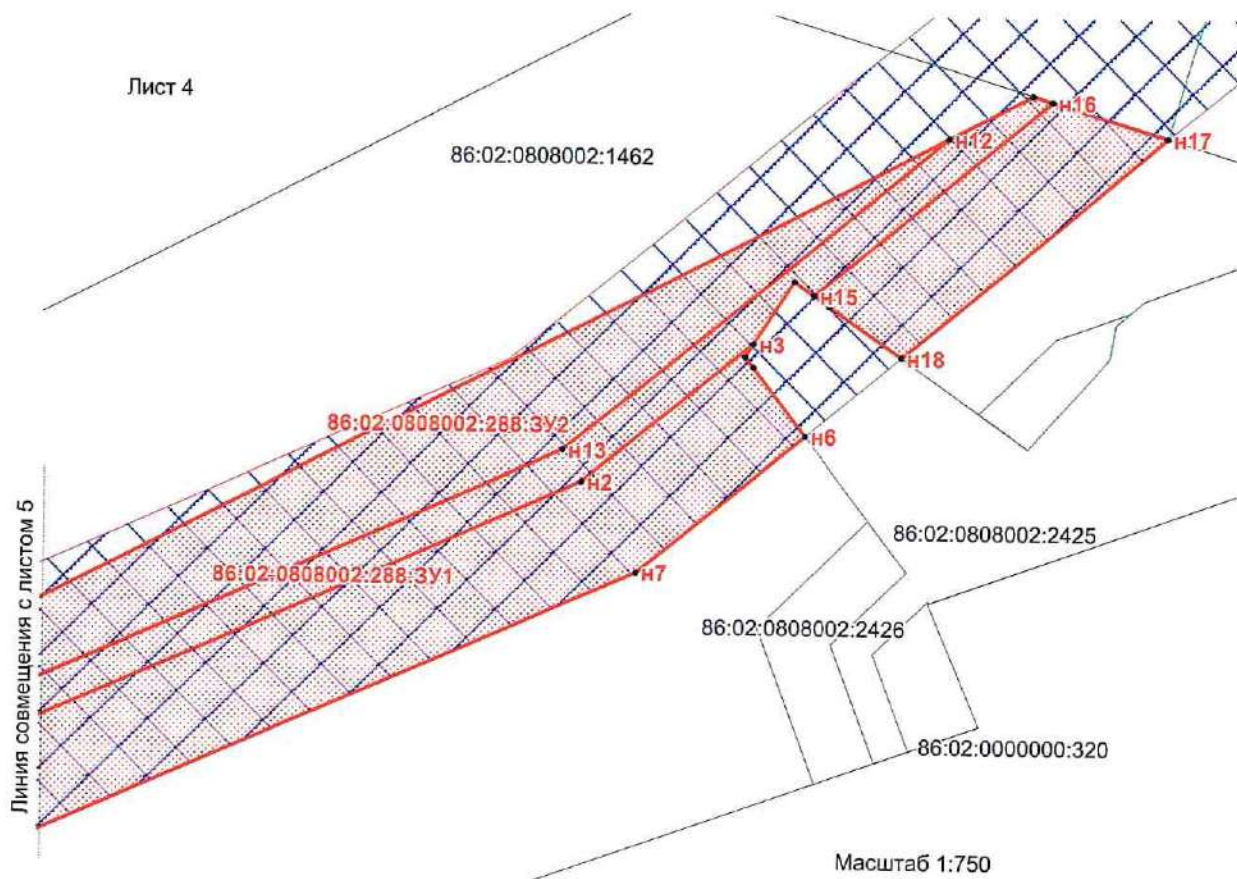 Лист 4
86:02:0808002:1462
н16
н12
н17
н15
н3
н18
86:02:0808002:288:ЗУ2
н13
н6
н2
86:02:0808002:2425
86:02:0808002:288:ЗУ1
н7
86:02:0808002:2426
Линия совмещения с листом 5
86:02:0000000:320
Масштаб 1:750